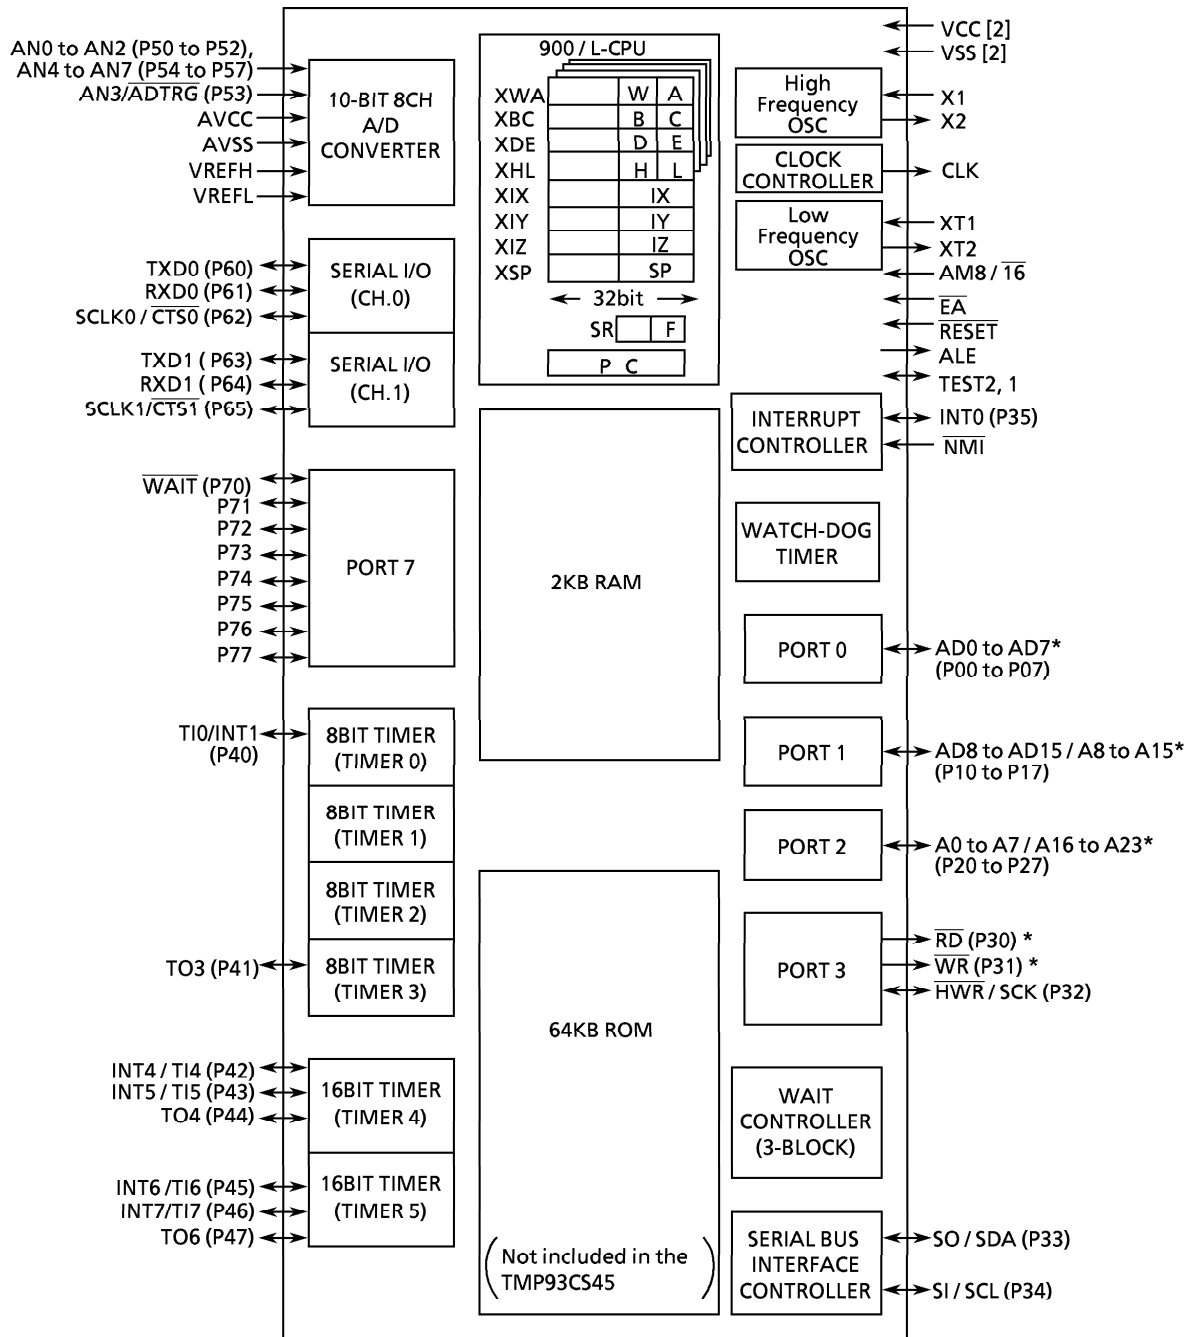 AN0 to AN2 (P50 to P52),
AN4 to AN7 (P54 to P57)
AN3/ADTRG (P53)
AVCC
AVSS
VREFH
VREFL
10-BIT 8CH
A/D
CONVERTER
TXD0 (P60)
RXD0 (P61)
SCLK0 / CTS0 (P62)
SERIAL I/O
(CH.0)
TXD1 ( P63)
RXD1 ( P64)
SCLK1/CTS1 (P65)
SERIAL I/O
(CH.1)
WAIT (P70)
P71
P72
P73
P74
P75
P76
P77
PORT 7
TI0/INT1
(P40)
8BIT TIMER
(TIMER 0)
8BIT TIMER
(TIMER 1)
8BIT TIMER
(TIMER 2)
TO3 (P41)
8BIT TIMER
(TIMER 3)
INT4 / TI4 (P42)
INT5 / TI5 (P43)
TO4 (P44)
16BIT TIMER
(TIMER 4)
INT6 /TI6 (P45)
INT7/TI7 (P46)
TO6 (P47)
16BIT TIMER
(TIMER 5)
900 / L-CPU
XWA W A
XBC B C
XDE D E
XHL H L
XIX IX
XIY IY
XIZ IZ
XSP SP
32bit
SR F
P C
2KB RAM
64KB ROM
(Not included in the
TMP93CS45)
VCC [2]
VSS [2]
High
Frequency
OSC
X1
X2
CLOCK
CONTROLLER
CLK
Low
Frequency
OSC
XT1
XT2
AM8 / 16
EA
RESET
ALE
TEST2, 1
INTERRUPT
CONTROLLER
INT0 (P35)
NMI
WATCH-DOG
TIMER
PORT 0
AD0 to AD7*
(P00 to P07)
PORT 1
AD8 to AD15 / A8 to A15*
(P10 to P17)
PORT 2
A0 to A7 / A16 to A23*
(P20 to P27)
PORT 3
RD (P30) *
WR (P31) *
HWR / SCK (P32)
WAIT
CONTROLLER
(3-BLOCK)
SERIAL BUS
INTERFACE
CONTROLLER
SO / SDA (P33)
SI / SCL (P34)